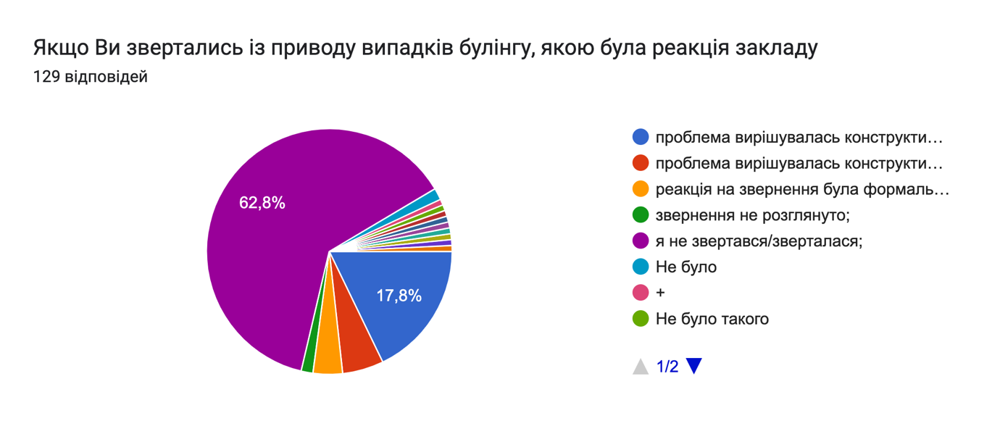 Якщо Ви звертались із приводу випадків булінгу, якою була реакція закладу
129 відповідей
62,8%
17,8%
проблема вирішувалась конструкти…
проблема вирішувалась конструкти…
реакція на звернення була формаль…
звернення не розглянуто;
я не звертався/зверталася;
Не було
+
Не було такого
1/2